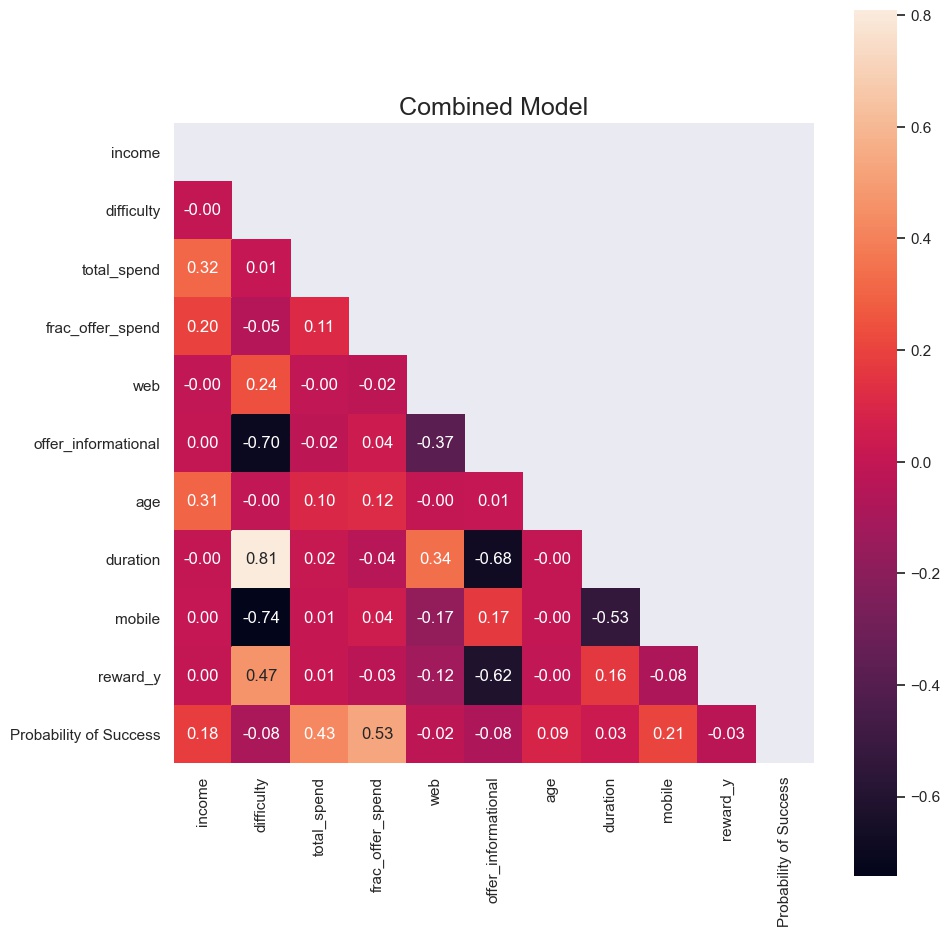 Combined Model
income
difficulty -0.00
total_spend 0.32 0.01
frac_offer_spend 0.20 -0.05 0.11
web -0.00 0.24 -0.00 -0.02
offer_informational 0.00 -0.70 -0.02 0.04 -0.37
age 0.31 -0.00 0.10 0.12 -0.00 0.01
duration -0.00 0.81 0.02 -0.04 0.34 -0.68 -0.00
mobile 0.00 -0.74 0.01 0.04 -0.17 0.17 -0.00 -0.53
reward_y 0.00 0.47 0.01 -0.03 -0.12 -0.62 -0.00 0.16 -0.08
Probability of Success 0.18 -0.08 0.43 0.53 -0.02 -0.08 0.09 0.03 0.21 -0.03
income
difficulty
total_spend
frac_offer_spend
web
offer_informational
age
duration
mobile
reward_y
Probability of Success
0.8
0.6
0.4
0.2
0.0
−0.2
−0.4
−0.6